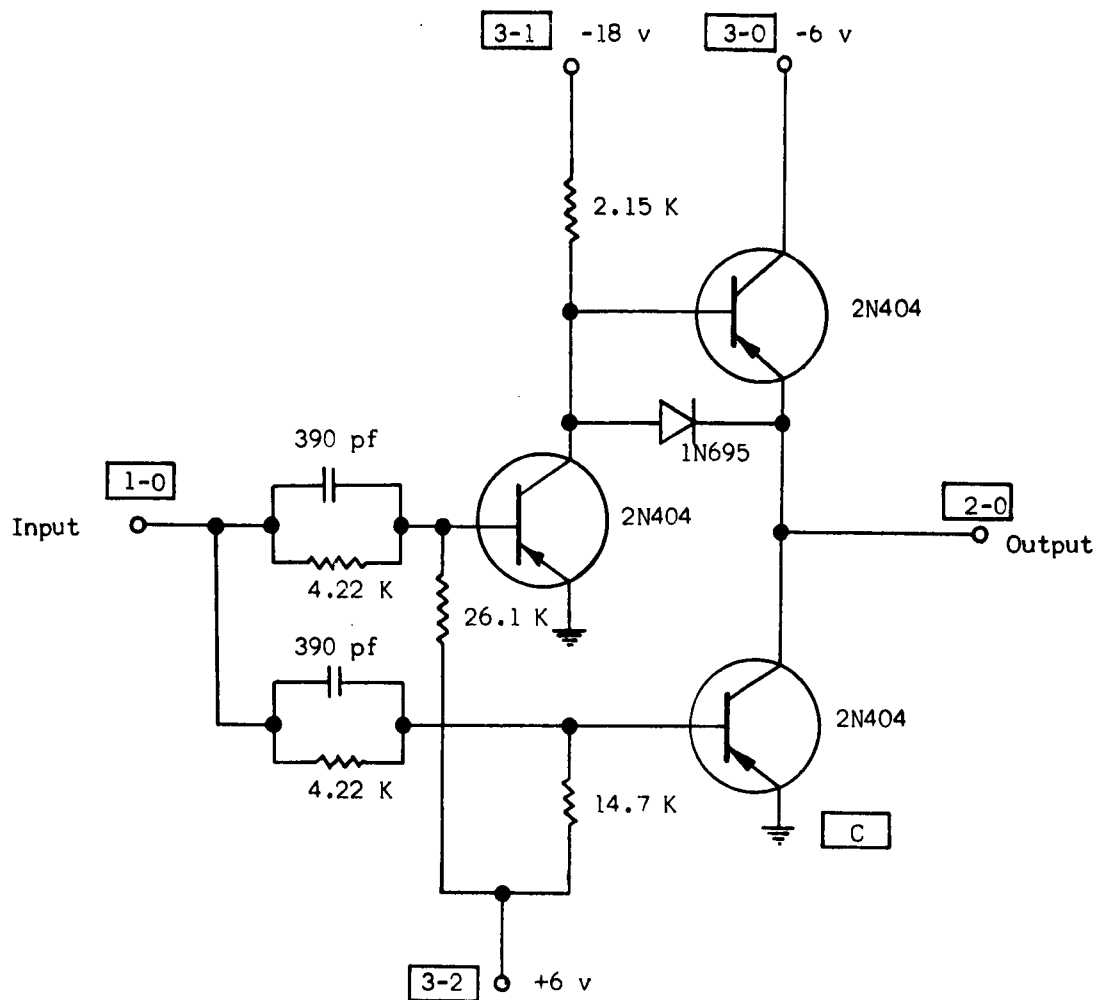 3-1 -18 v
3-0 -6 v
2.15 K
2N404
390 pf
1N695
1-0
2N404
2-0
Input
Output
4.22 K
26.1 K
390 pf
2N404
4.22 K
14.7 K
C
3-2 +6 v